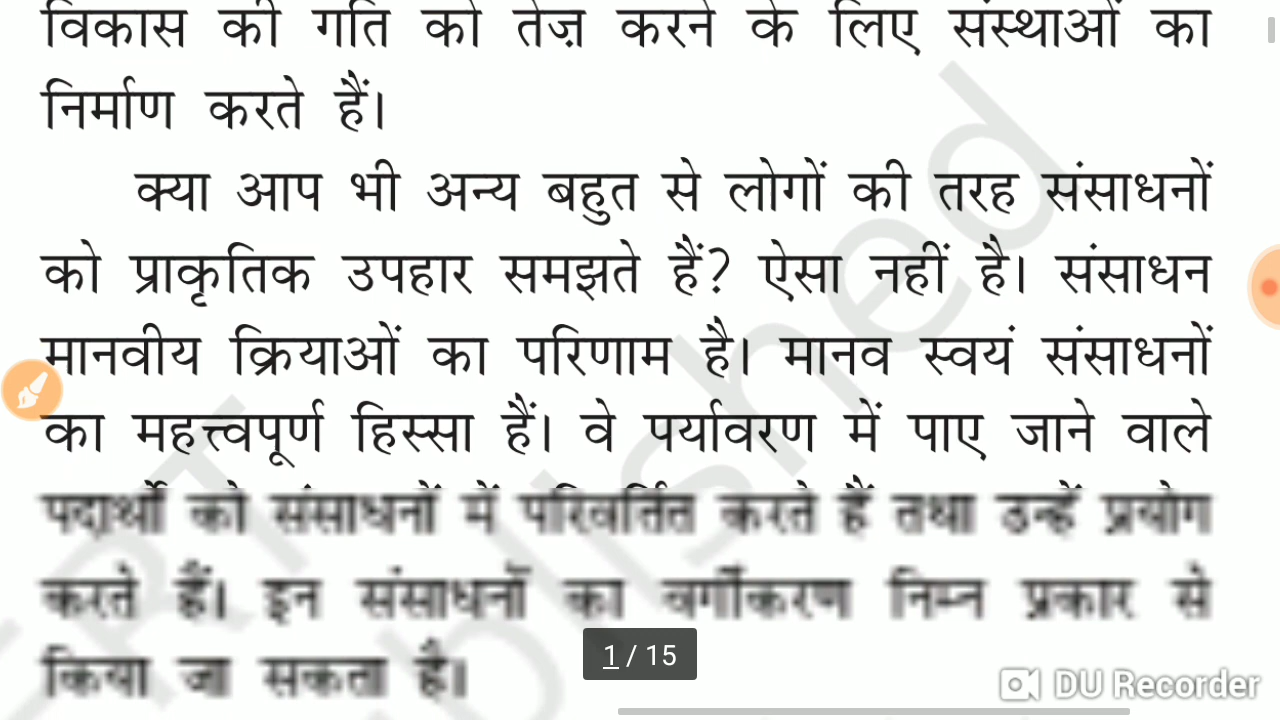 विकास की गति को तेज़ करने के लिए संस्थाओं का
निर्माण करते हैं।
क्या आप भी अन्य बहुत से लोगों की तरह संसाधनों
को प्राकृतिक उपहार समझते हैं? ऐसा नहीं है। संसाधन
मानवीय क्रियाओं का परिणाम है। मानव स्वयं संसाधनों
का महत्त्वपूर्ण हिस्सा हैं। वे पर्यावरण में पाए जाने वाले
पदार्थों को संसाधनों में परिवर्तित करते हैं तथा उन्हें प्रयोग
करते हैं। इन संसाधनों का वर्गीकरण निम्न प्रकार से
किया जा सकता है।
1 / 15
DU Recorder